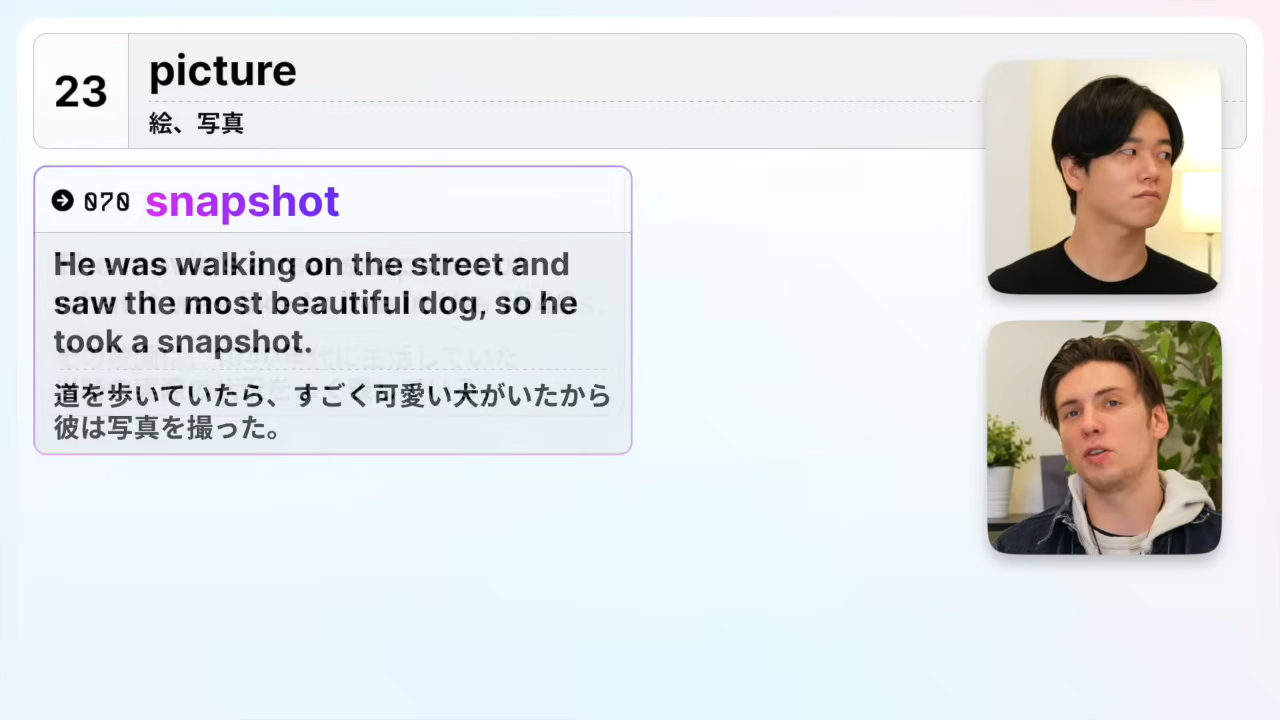 23
picture
絵、写真
070 snapshot
He was walking on the street and
saw the most beautiful dog, so he
took a snapshot.
道を歩いていたら、すごく可愛い犬がいたから
彼は写真を撮った。